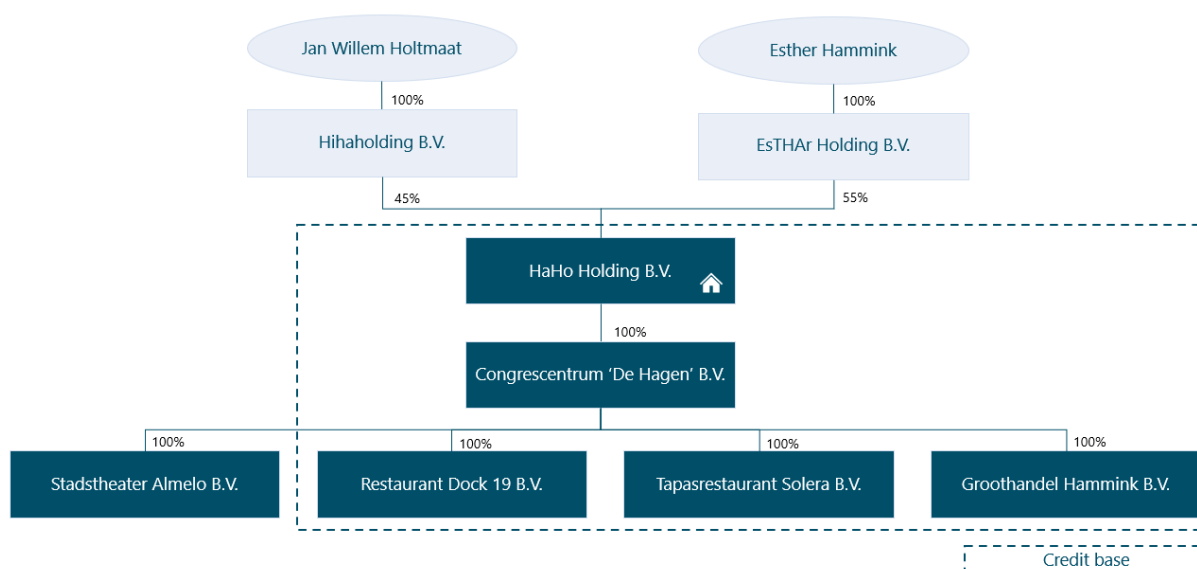 Jan Willem Holtmaat
Esther Hammink
100%
100%
Hihaholding B.V.
EsTHAr Holding B.V.
45%
55%
HaHo Holding B.V.
100%
Congrescentrum ‘De Hagen’ B.V.
100%
100%
100%
100%
Stadstheater Almelo B.V.
Restaurant Dock 19 B.V.
Tapasrestaurant Solera B.V.
Groothandel Hammink B.V.
Credit base